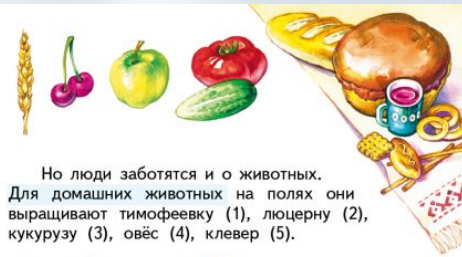 Но люди заботятся и о животных.
Для домашних животных на полях они
выращивают тимофеевку (1), люцерну (2),
кукурузу (3), овёс (4), клевер (5).